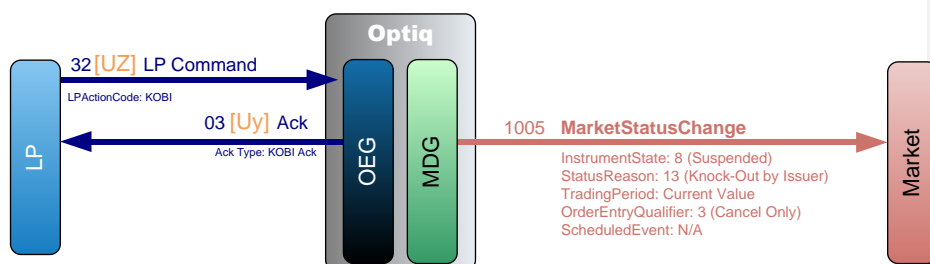 Optiq
32 [UZ] LP Command
LPActionCode: KOBI
03 [Uy] Ack
Ack Type: KOBI Ack
LP
OEG
MDG
1005 MarketStatusChange
InstrumentState: 8 (Suspended)
StatusReason: 13 (Knock-Out by Issuer)
TradingPeriod: Current Value
OrderEntryQualifier: 3 (Cancel Only)
ScheduledEvent: N/A
Market